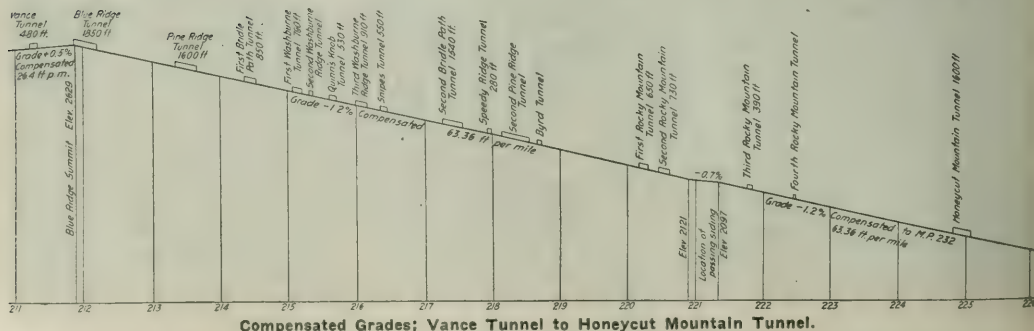 Vance
Tunnel
480 ft
Blue Ridge
Tunnel
1850 ft
Grade +0.5%
Compensated
26.4 ft p.m.
Blue Ridge Summit Elev. 2629
Pine Ridge
Tunnel
1600 ft
First Bridle
Path Tunnel
850 ft.
First Washburne
Tunnel 760 ft
Second Washburne
Ridge Tunnel
Quinn's Knob
Tunnel 530 ft
Third Washburne
Ridge Tunnel 910 ft
Snipes Tunnel 550 ft
Grade -1.2% Compensated
63.36 ft per mile
Second Bridle Path
Tunnel 1640 ft.
Speedy Ridge Tunnel
280 ft
Second Pine Ridge
Tunnel
Byrd Tunnel
First Rocky Mountain
Tunnel 650 ft
Second Rocky Mountain
Tunnel 730 ft
-0.7%
Elev 2121
Location of
passing siding
Elev 2097
Third Rocky Mountain
Tunnel 390 ft
Fourth Rocky Mountain Tunnel
Grade -1.2% Compensated to M.P. 232
63.36 ft per mile
Honeycut Mountain Tunnel 1600 ft
211 212 213 214 215 216 217 218 219 220 221 222 223 224 225
Compensated Grades; Vance Tunnel to Honeycut Mountain Tunnel.